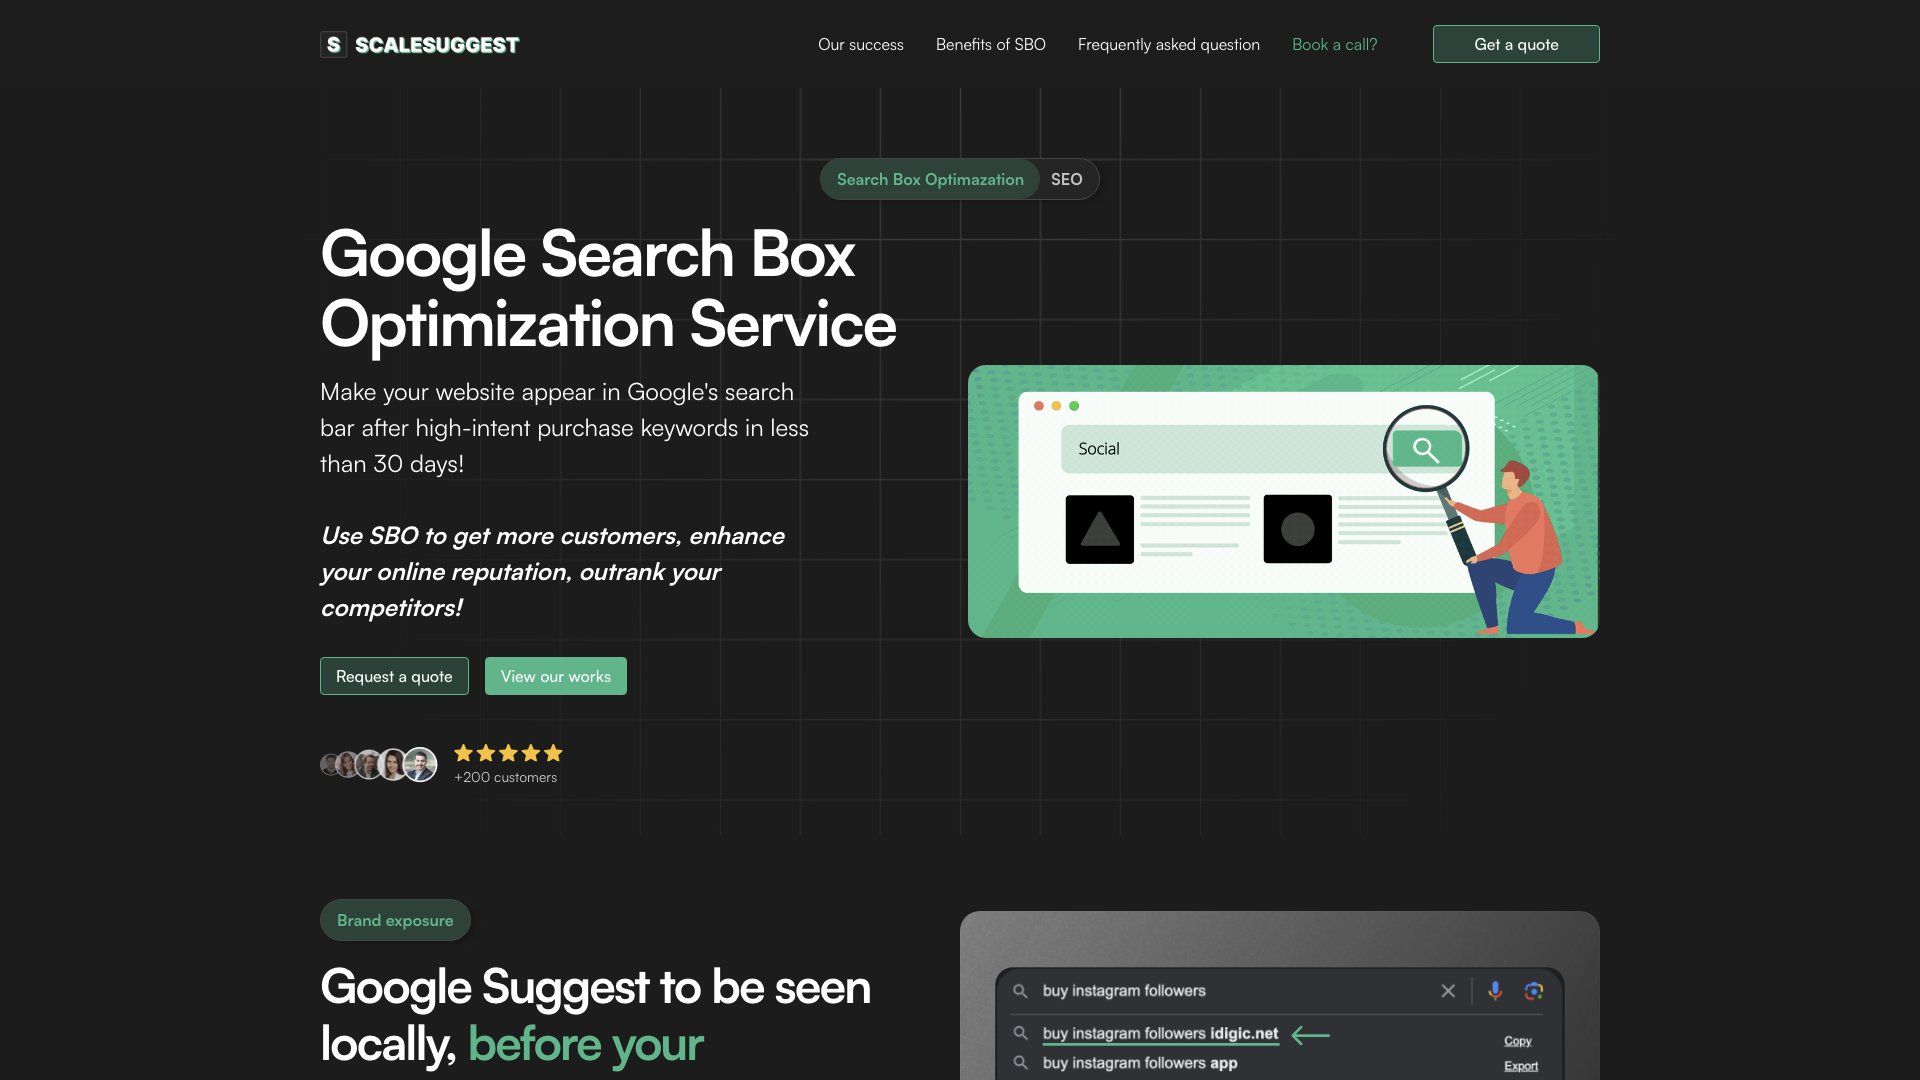 S SCALESUGGEST
Our success
Benefits of SBO
Frequently asked question
Book a call?
Get a quote
Search Box Optimazation
SEO
Google Search Box
Optimization Service
Make your website appear in Google's search
bar after high-intent purchase keywords in less
than 30 days!
Use SBO to get more customers, enhance
your online reputation, outrank your
competitors!
Request a quote
View our works
+200 customers
Social
Brand exposure
Google Suggest to be seen
locally, before your
buy instagram followers
buy instagram followers idigic.net
buy instagram followers app
Copy
Export